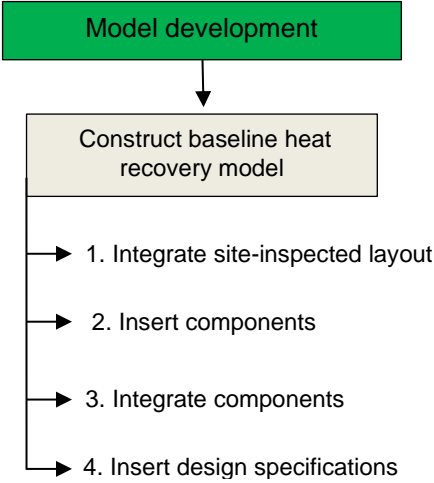 Model development
Construct baseline heat
recovery model
1. Integrate site-inspected layout
2. Insert components
3. Integrate components
4. Insert design specifications